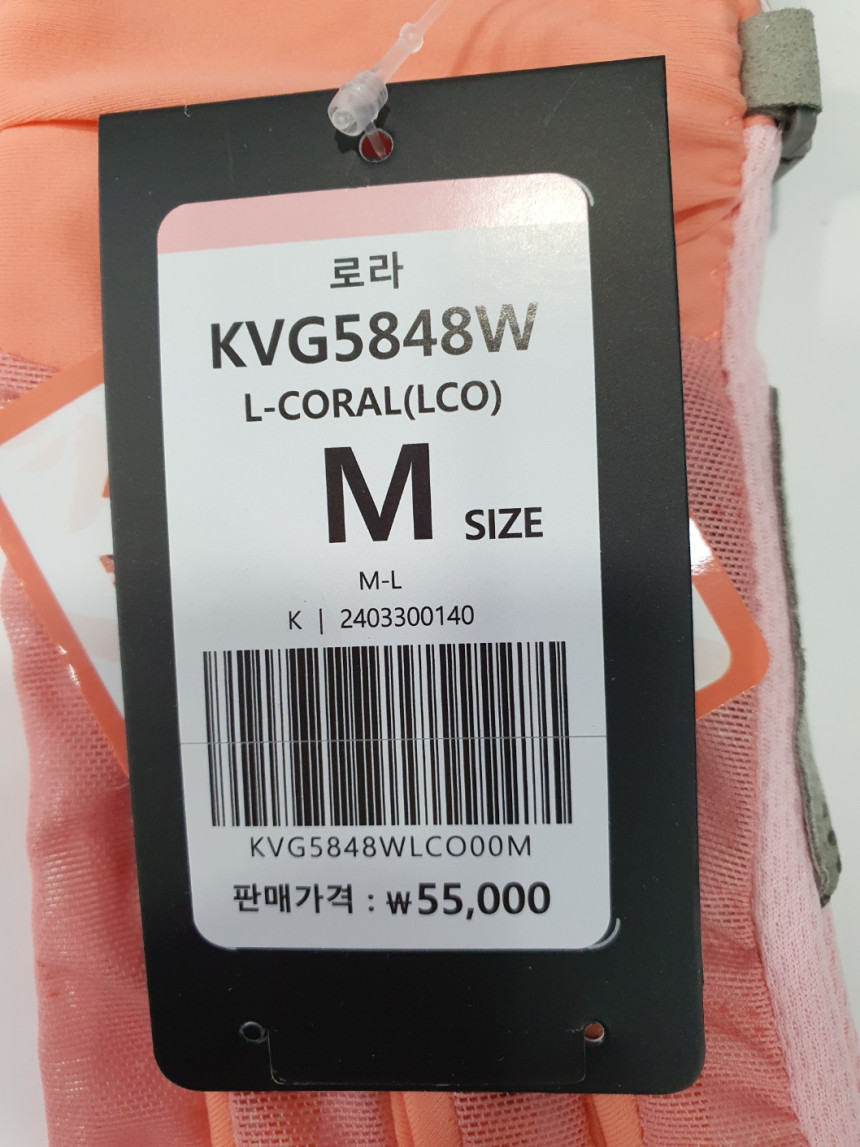 로라
KVG5848W
L-CORAL(LCO)
M SIZE
M-L
K | 2403300140
KVG5848WLCO00M
판매가격 : ₩55,000